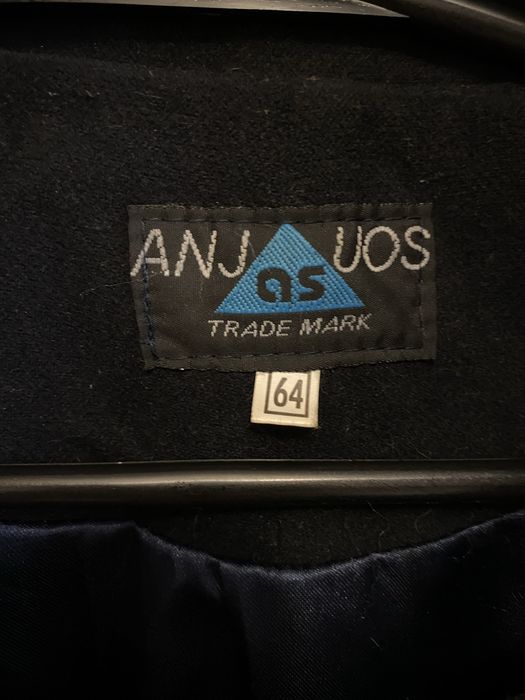 ANJ UOS
as
TRADE MARK
64